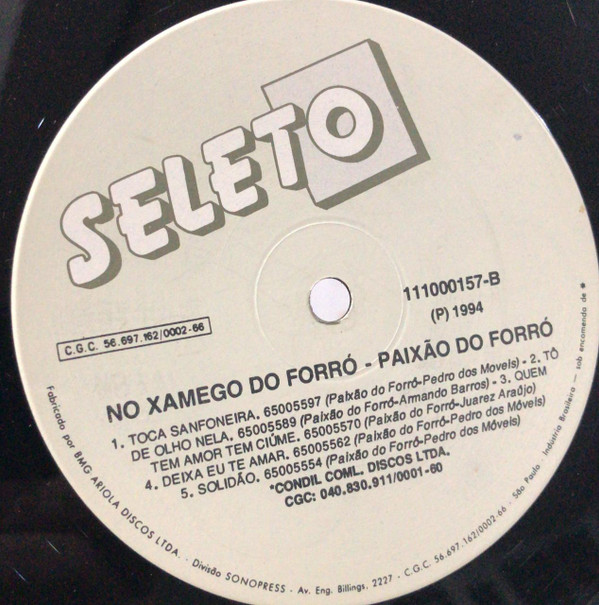 SELETO
111000157-B
(P) 1994
C.G.C. 56.697.162/0002-66
NO XAMEGO DO FORRÓ - PAIXÃO DO FORRÓ
1. TOCA SANFONEIRA. 65005597 (Paixão do Forró-Pedro dos Movels) - 2. TÔ
DE OLHO NELA. 65005589 (Paixão do Forró-Armando Barros) - 3. QUEM
TEM AMOR TEM CIÚME. 65005570 (Paixão do Forró-Juarez Araújo)
4. DEIXA EU TE AMAR. 65005562 (Paixão do Forró-Pedro dos Móvels)
5. SOLIDÃO. 65005554 (Paixão do Forró-Pedro dos Móvels)
*CONDIL COML. DISCOS LTDA.
CGC: 040.830.911/0001-60
Fabricado por BMG ARIOLA DISCOS LTDA. - Divisão SONOPRESS - Av. Eng. Billings, 2227 - C.G.C. 56.697.162/0002-66 - São Paulo - Indústria Brasileira — sob encomenda de *